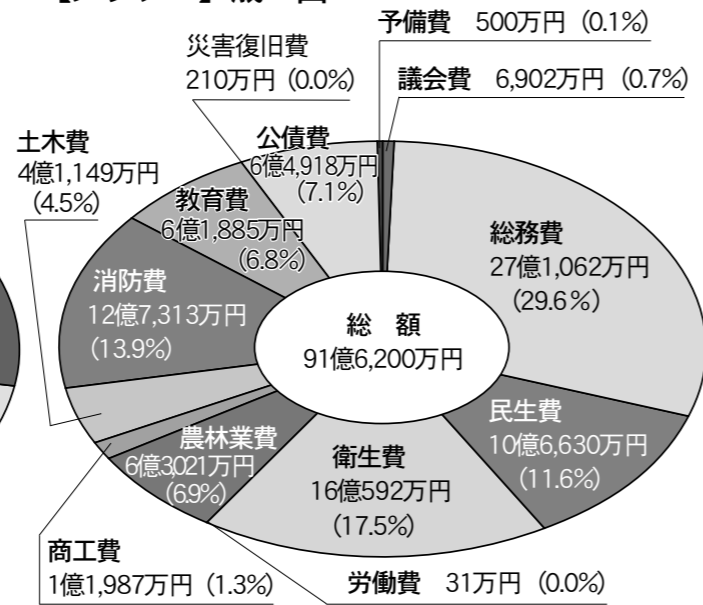 予備費 500万円(0.1%)
災害復旧費
210万円(0.0%)
議会費 6,902万円(0.7%)
土木費
4億1,149万円
(4.5%)
公債費
6億4,918万円
(7.1%)
教育費
6億1,885万円
(6.8%)
総務費
27億1,062万円
(29.6%)
消防費
12億7,313万円
(13.9%)
総 額
91億6,200万円
民生費
10億6,630万円
(11.6%)
農林業費
6億3021万円
(6.9%)
衛生費
16億592万円
(17.5%)
商工費
1億1,987万円(1.3%)
労働費 31万円(0.0%)